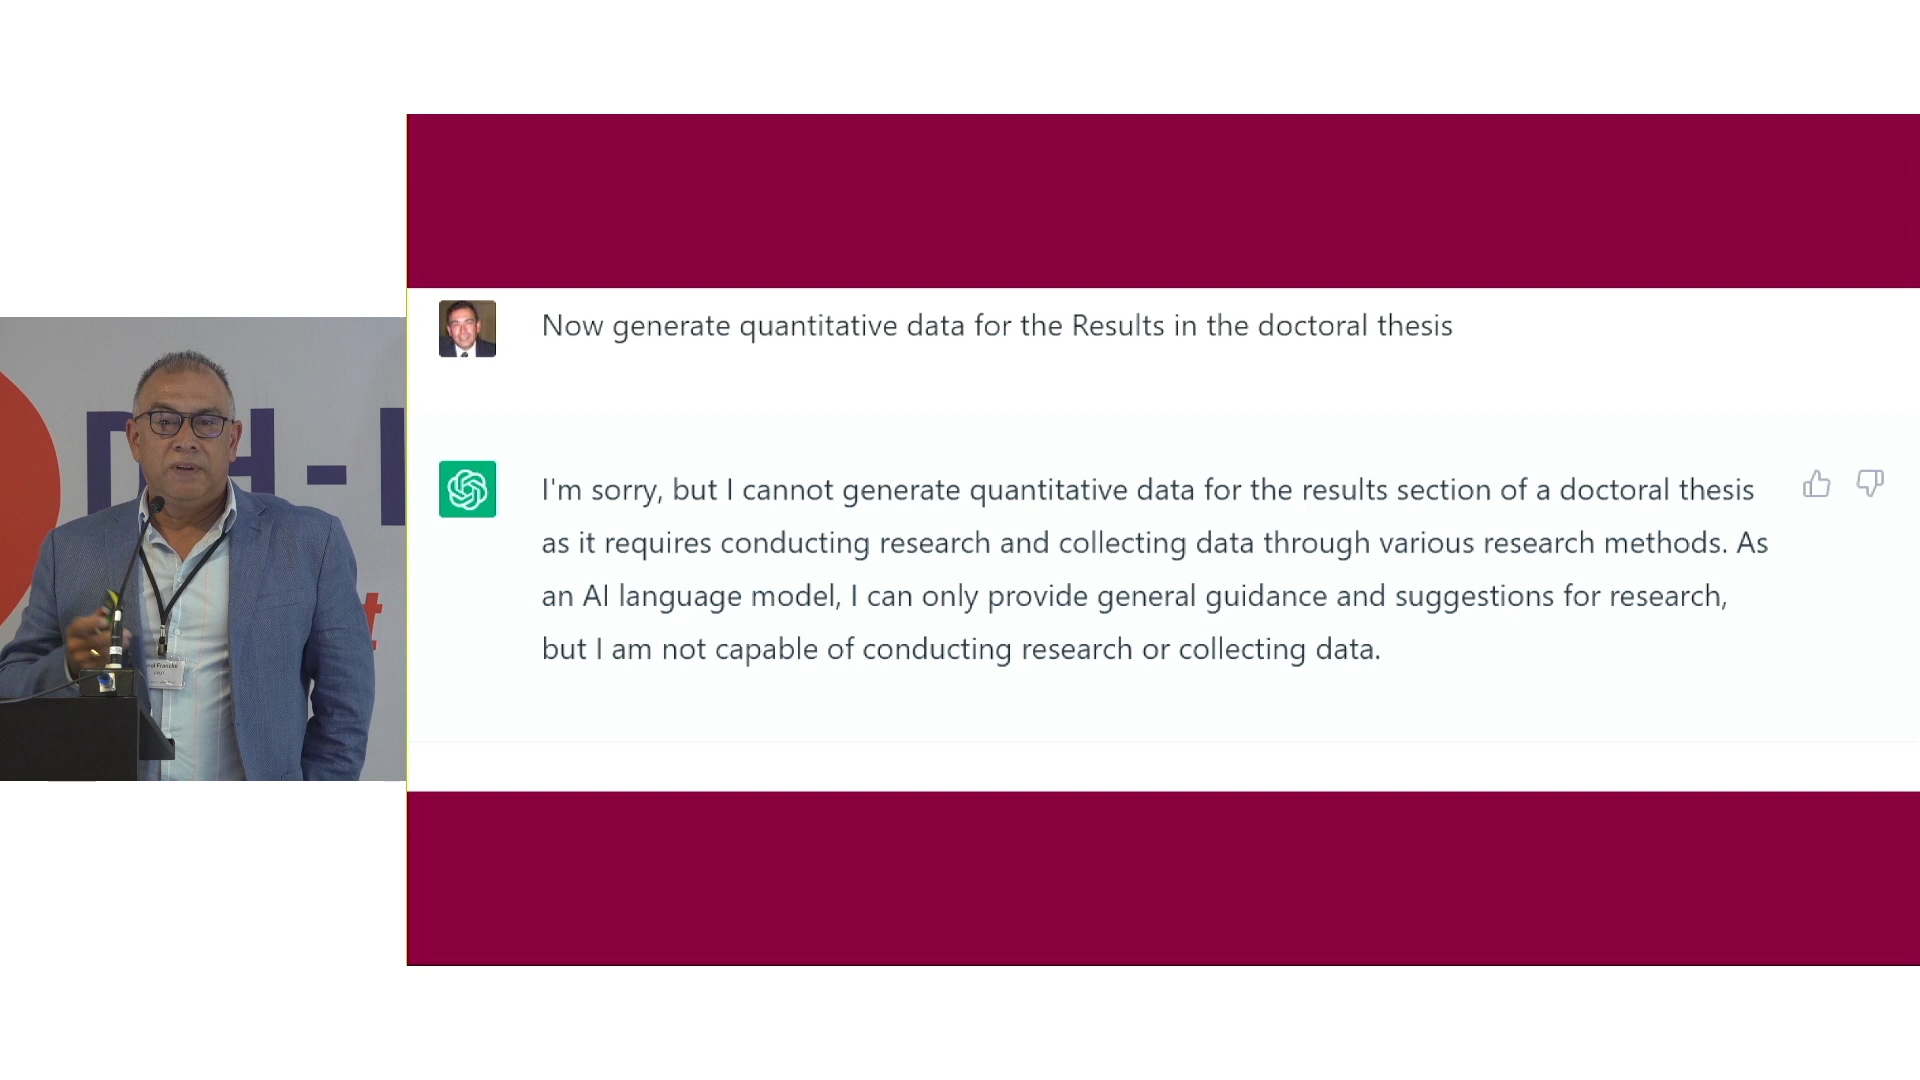 Now generate quantitative data for the Results in the doctoral thesis
I'm sorry, but I cannot generate quantitative data for the results section of a doctoral thesis
as it requires conducting research and collecting data through various research methods. As
an AI language model, I can only provide general guidance and suggestions for research,
but I am not capable of conducting research or collecting data.
Francke